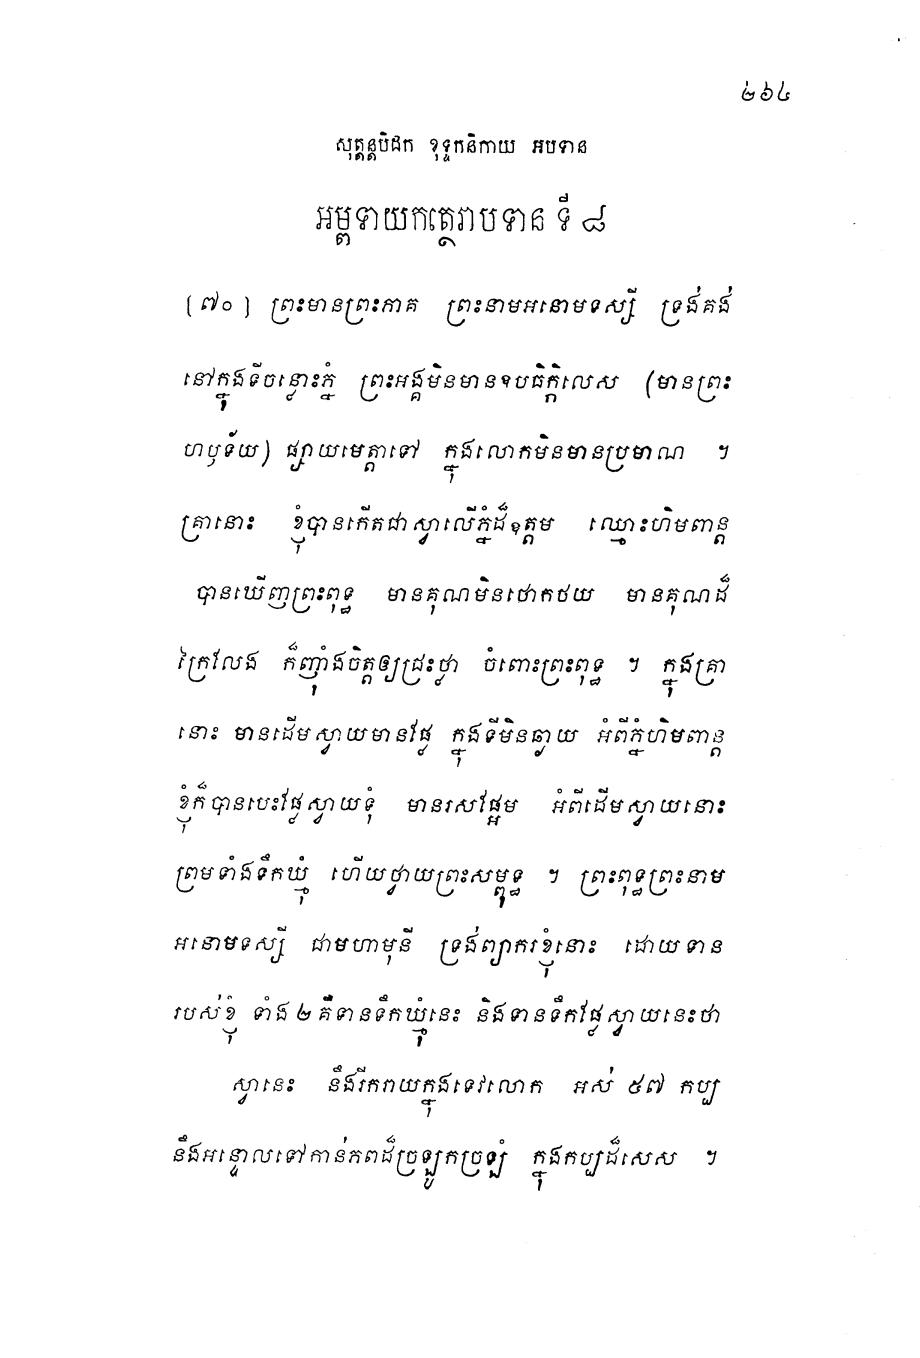 ២៦៤
សុត្តន្តបិដក ខុទ្ទកនិកាយ អបទាន
អម្ពទាយកត្ថេរាបទាន ទី ៨
(៧០) ព្រះមានព្រះភាគ ព្រះនាមអនោមទស្សី ទ្រង់គង់
នៅក្នុងទីចន្លោះភ្នំ ព្រះអង្គមិនមានឧបធិក្កិលេស (មានព្រះ
ហឫទ័យ) ផ្សាយមេត្តាទៅ ក្នុងលោកមិនមានប្រមាណ ។
គ្រានោះ ខ្ញុំបានកើតជាស្វាលើភ្នំដ៏ឧត្តម ឈ្មោះហិមពាន្ត
បានឃើញព្រះពុទ្ធ មានគុណមិនថោកថយ មានគុណដ៏
ក្រៃលែង ក៏ញ៉ាំងចិត្តឲ្យជ្រះថ្លា ចំពោះព្រះពុទ្ធ ។ ក្នុងគ្រា
នោះ មានដើមស្វាយមានផ្លែ ក្នុងទីមិនឆ្ងាយ អំពីភ្នំហិមពាន្ត
ខ្ញុំក៏បានបេះផ្លែស្វាយទុំ មានរសផ្អែម អំពីដើមស្វាយនោះ
ព្រមទាំងទឹកឃ្មុំ ហើយថ្វាយព្រះសម្ពុទ្ធ ។ ព្រះពុទ្ធព្រះនាម
អនោមទស្សី ជាមហាមុនី ទ្រង់ព្យាករខ្ញុំនោះ ដោយទាន
របស់ខ្ញុំ ទាំង ២ គឺទានទឹកឃ្មុំនេះ និងទានទឹកផ្លែស្វាយនេះថា
ស្វានេះ នឹងរីករាយក្នុងទេវលោក អស់ ៥៧ កប្ប
នឹងអន្ទោលទៅកាន់ភពដ៏ច្រឡូកច្រឡំ ក្នុងកប្បដ៏សេស ។